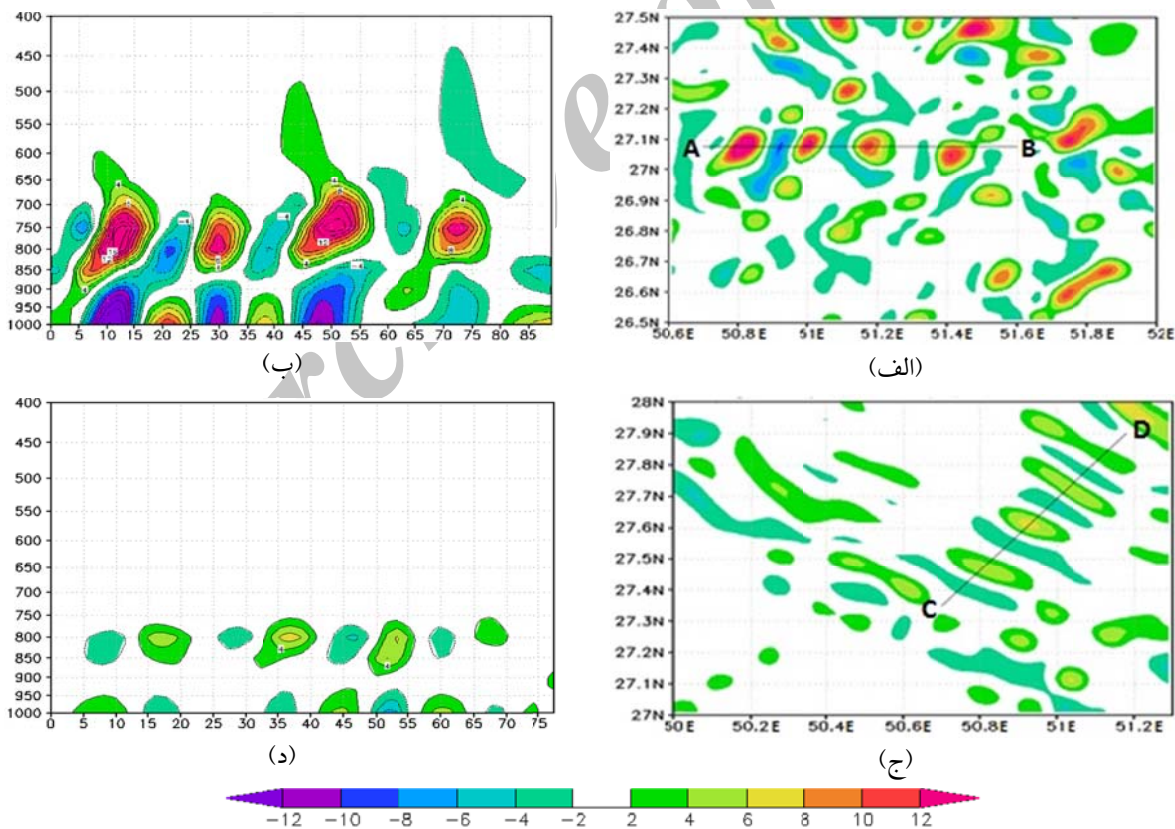 27.5N
27.4N
27.3N
27.2N
27.1N
27N
26.9N
26.8N
26.7N
26.6N
26.5N
A B
50.6E 50.8E 51E 51.2E 51.4E 51.6E 51.8E 52E
(الف)
400
450
500
550
600
650
700
750
800
850
900
950
1000
0 5 10 15 20 25 30 35 40 45 50 55 60 65 70 75 80 85
(ب)
28N
27.9N
27.8N
27.7N
27.6N
27.5N
27.4N
27.3N
27.2N
27.1N
27N
D
C
50E 50.2E 50.4E 50.6E 50.8E 51E 51.2E
(ج)
400
450
500
550
600
650
700
750
800
850
900
950
1000
0 5 10 15 20 25 30 35 40 45 50 55 60 65 70 75
(د)
-12 -10 -8 -6 -4 -2 2 4 6 8 10 12